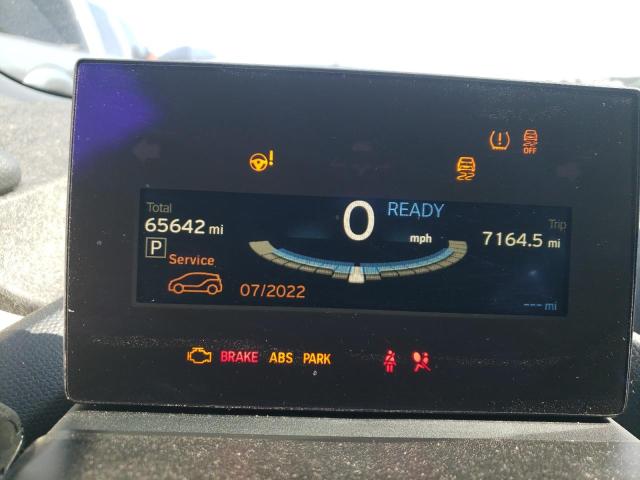 OFF
READY
Total
0
Trip
65642 mi
mph
7164.5 mi
P
Service
07/2022
--- mi
BRAKE ABS PARK